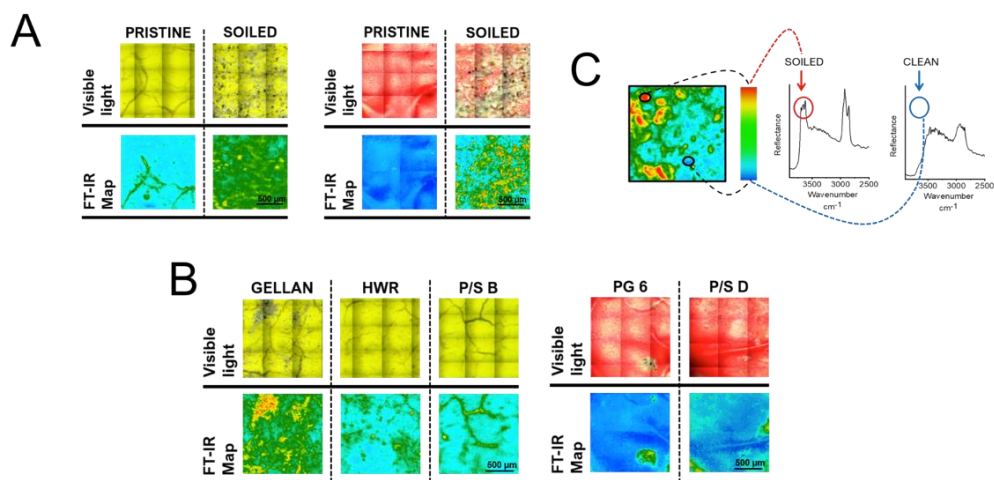 A
PRISTINE SOILED
Visible light
FT-IR Map
500 µm
PRISTINE SOILED
Visible light
FT-IR Map
500 µm
C
SOILED
Reflectance
3500 2500
Wavenumber
cm-1
CLEAN
Reflectance
3500 2500
Wavenumber
cm-1
B
GELLAN HWR P/S B
Visible light
FT-IR Map
500 µm
PG 6 P/S D
Visible light
FT-IR Map
500 µm